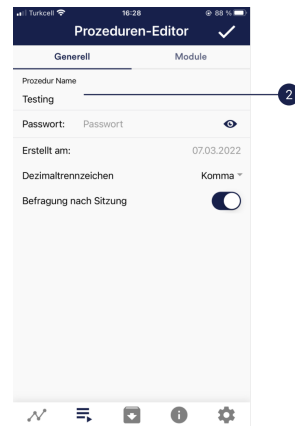 Turkcell 16:28 88 %
Prozeduren-Editor
Generell Module
Prozedur Name
Testing
2
Passwort: Passwort
Erstellt am: 07.03.2022
Dezimaltrennzeichen Komma
Befragung nach Sitzung